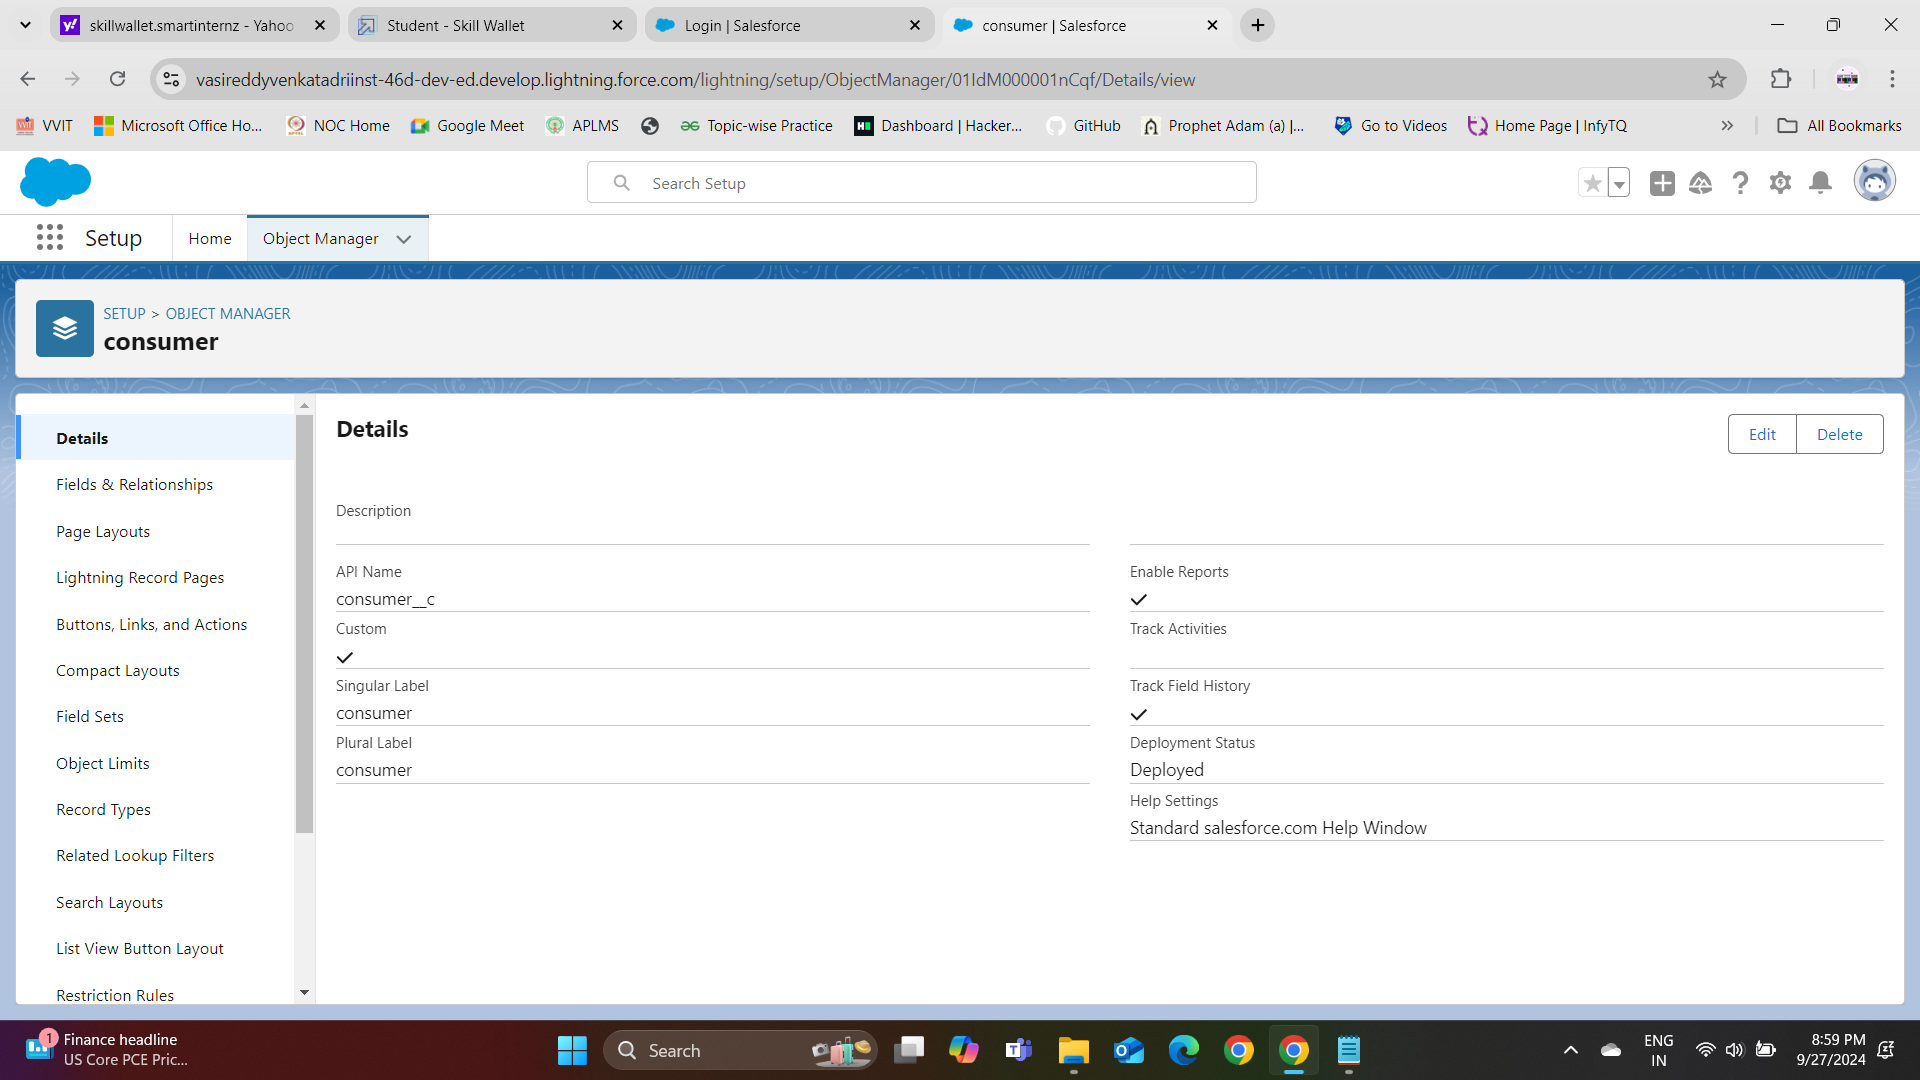 skillwallet.smartinternz - Yahoo
Student - Skill Wallet
Login | Salesforce
consumer | Salesforce
vasireddyvenkatadriinst-46d-dev-ed.develop.lightning.force.com/lightning/setup/ObjectManager/01IdM000001nCqf/Details/view
VVIT
Microsoft Office Ho...
NOC Home
Google Meet
APLMS
Topic-wise Practice
Dashboard | Hacker...
GitHub
Prophet Adam (a) |...
Go to Videos
Home Page | InfyTQ
All Bookmarks
Search Setup
Setup
Home
Object Manager
SETUP > OBJECT MANAGER
consumer
Details
Fields & Relationships
Page Layouts
Lightning Record Pages
Buttons, Links, and Actions
Compact Layouts
Field Sets
Object Limits
Record Types
Related Lookup Filters
Search Layouts
List View Button Layout
Restriction Rules
Details
Edit
Delete
Description
API Name
consumer__c
Custom
Singular Label
consumer
Plural Label
consumer
Enable Reports
Track Activities
Track Field History
Deployment Status
Deployed
Help Settings
Standard salesforce.com Help Window
1
Finance headline
US Core PCE Pric...
Search
ENG
IN
8:59 PM
9/27/2024